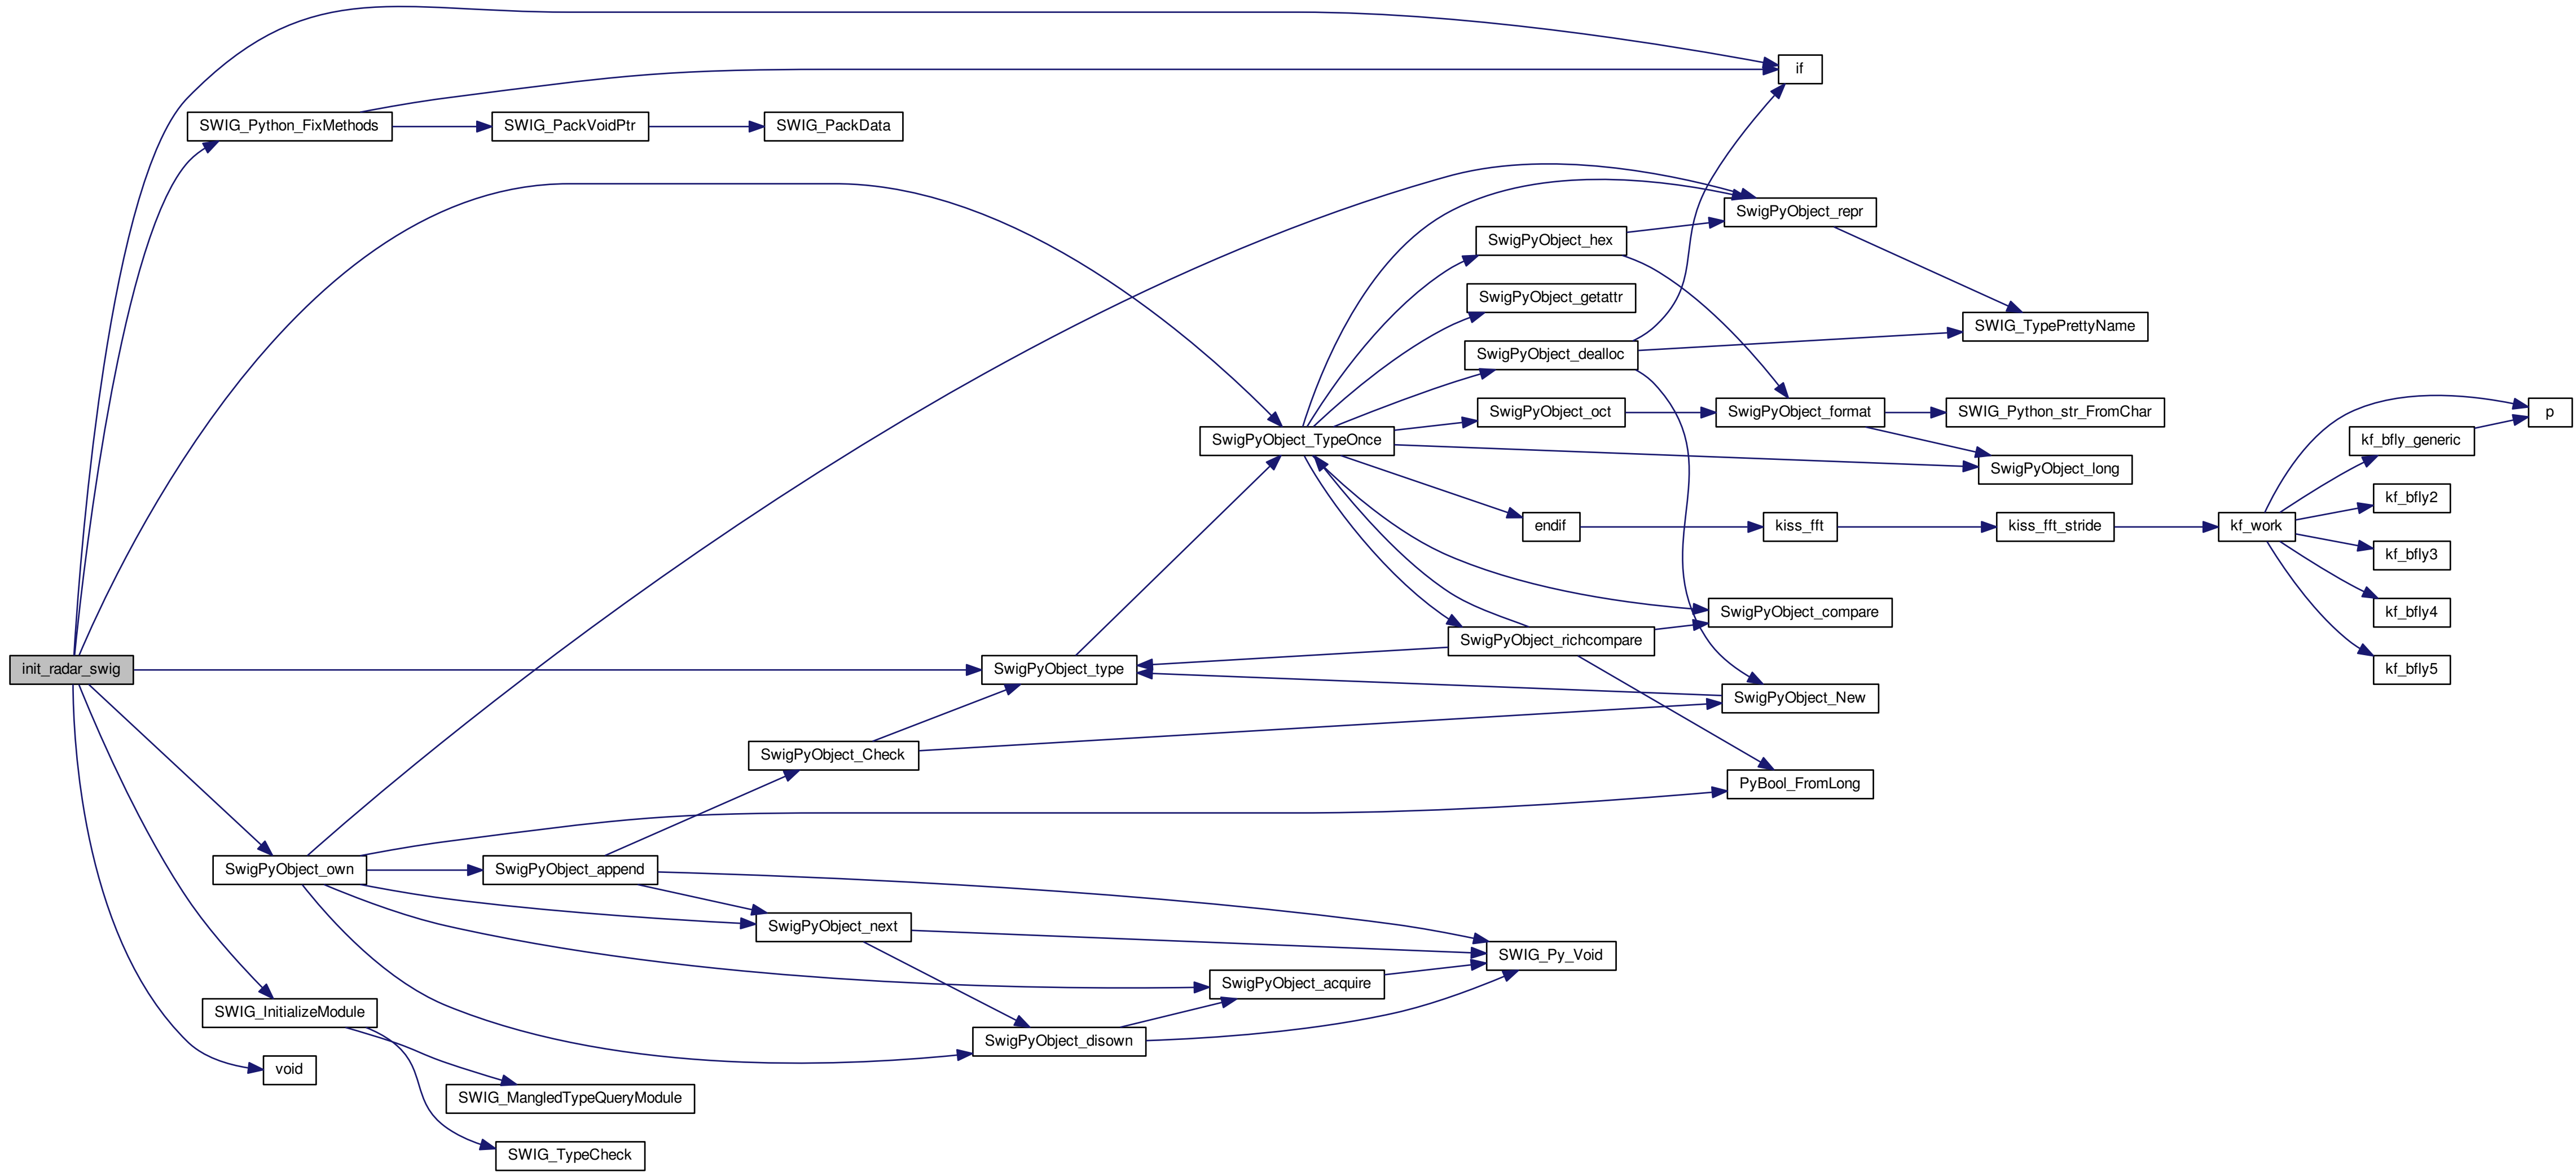 if
SWIG_Python_FixMethods
SWIG_PackVoidPtr
SWIG_PackData
SwigPyObject_repr
SwigPyObject_hex
SwigPyObject_getattr
SWIG_TypePrettyName
SwigPyObject_dealloc
SwigPyObject_oct
SwigPyObject_format
SWIG_Python_str_FromChar
p
SwigPyObject_TypeOnce
kf_bfly_generic
SwigPyObject_long
kf_bfly2
endif
kiss_fft
kiss_fft_stride
kf_work
kf_bfly3
SwigPyObject_compare
kf_bfly4
SwigPyObject_richcompare
init_radar_swig
SwigPyObject_type
kf_bfly5
SwigPyObject_New
SwigPyObject_Check
PyBool_FromLong
SwigPyObject_own
SwigPyObject_append
SwigPyObject_next
SWIG_Py_Void
SwigPyObject_acquire
SWIG_InitializeModule
SwigPyObject_disown
void
SWIG_MangledTypeQueryModule
SWIG_TypeCheck